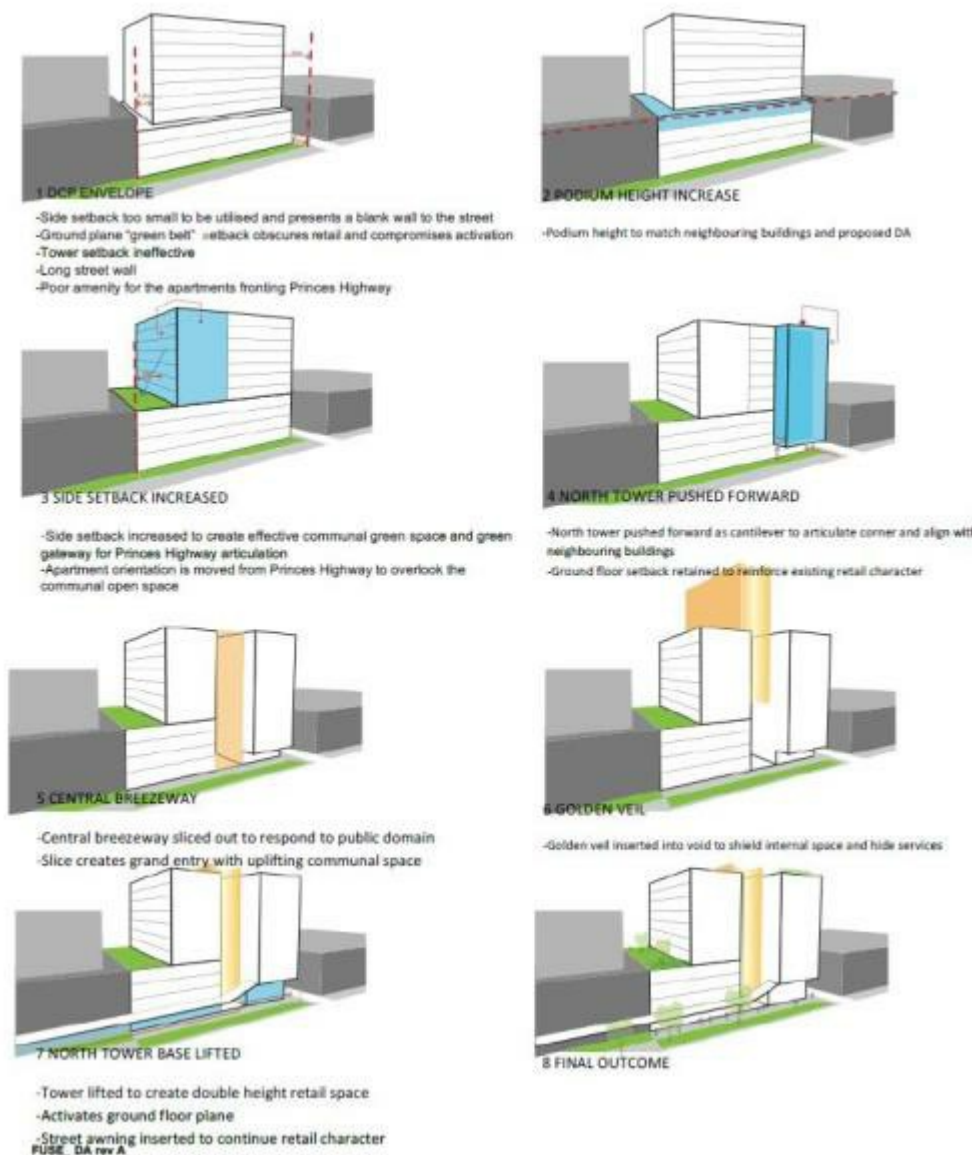 1 DCP ENVELOPE
-Side setback too small to be utilised and presents a blank wall to the street
-Ground plane "green belt" setback obscures retail and compromises activation
-Tower setback ineffective
-Long street wall
-Poor amenity for the apartments fronting Princes Highway
2 PODIUM HEIGHT INCREASE
-Podium height to match neighbouring buildings and proposed DA
3 SIDE SETBACK INCREASED
-Side setback increased to create effective communal green space and green
gateway for Princes Highway articulation
-Apartment orientation is moved from Princes Highway to overlook the
communal open space
4 NORTH TOWER PUSHED FORWARD
-North tower pushed forward as cantilever to articulate corner and align with
neighbouring buildings
-Ground floor setback retained to reinforce existing retail character
5 CENTRAL BREEZEWAY
-Central breezeway sliced out to respond to public domain
-Slice creates grand entry with uplifting communal space
6 GOLDEN VEIL
-Golden veil inserted into void to shield internal space and hide services
7 NORTH TOWER BASE LIFTED
-Tower lifted to create double height retail space
-Activates ground floor plane
-Street awning inserted to continue retail character
FUSE DA rev A
8 FINAL OUTCOME